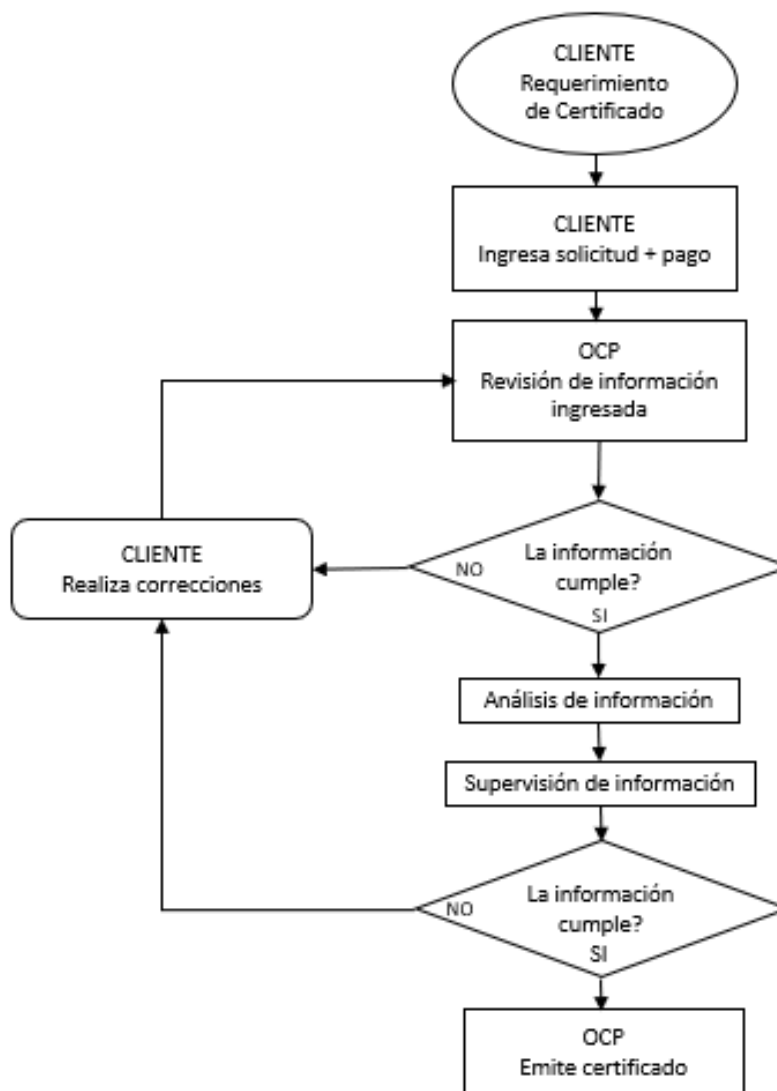 CLIENTE
Requerimiento
de Certificado
CLIENTE
Ingresa solicitud + pago
OCP
Revisión de información
ingresada
La información
cumple?
NO
SI
CLIENTE
Realiza correcciones
Análisis de información
Supervisión de información
La información
cumple?
NO
SI
OCP
Emite certificado